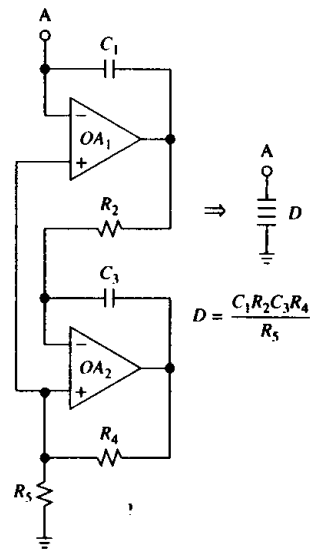 A
C₁
−
OA₁
+
R₂
⇒
A
D
C₃
D = C₁R₂C₃R₄ / R₅
−
OA₂
+
R₄
R₅